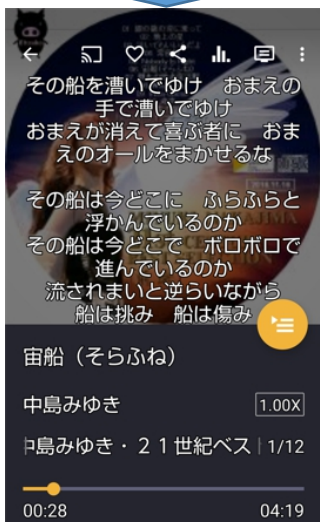 その船を漕いでゆけ　おまえの
手で漕いでゆけ
おまえが消えて喜ぶ者に　おま
えのオールをまかせるな
その船は今どこに　ふらふらと
浮かんでいるのか
その船は今どこで　ボロボロで
進んでいるのか
流されまいと逆らいながら
船は挑み　船は傷み
宙船（そらふね）
中島みゆき
1.00X
中島みゆき・２１世紀ベス
1/12
00:28
04:19